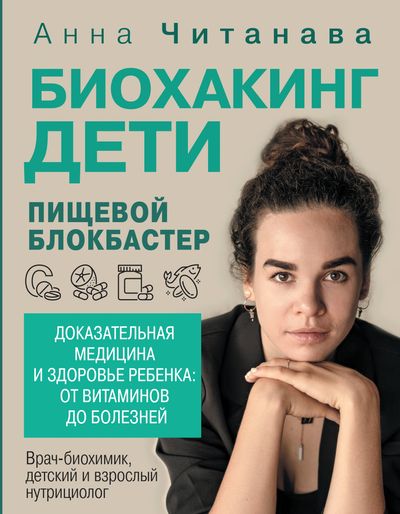 Анна Читанава
БИОХАКИНГ
ДЕТИ
ПИЩЕВОЙ
БЛОКБАСТЕР
ДОКАЗАТЕЛЬНАЯ
МЕДИЦИНА
И ЗДОРОВЬЕ РЕБЕНКА:
ОТ ВИТАМИНОВ
ДО БОЛЕЗНЕЙ
Врач-биохимик,
детский и взрослый
нутрициолог